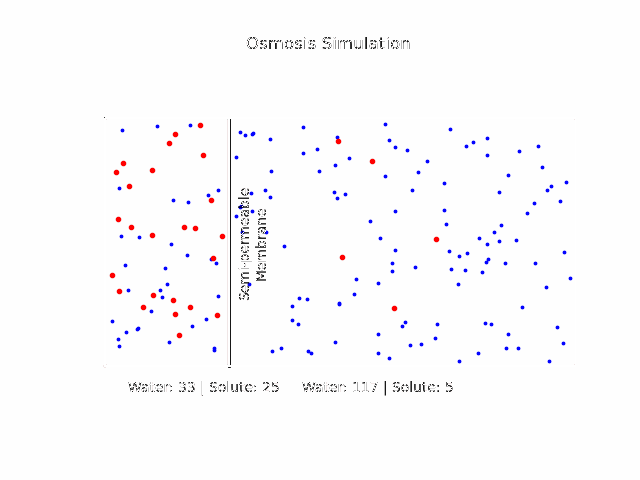 Osmosis Simulation
Semi-permeable
Membrane
Water: 33 | Solute: 25
Water: 117 | Solute: 5